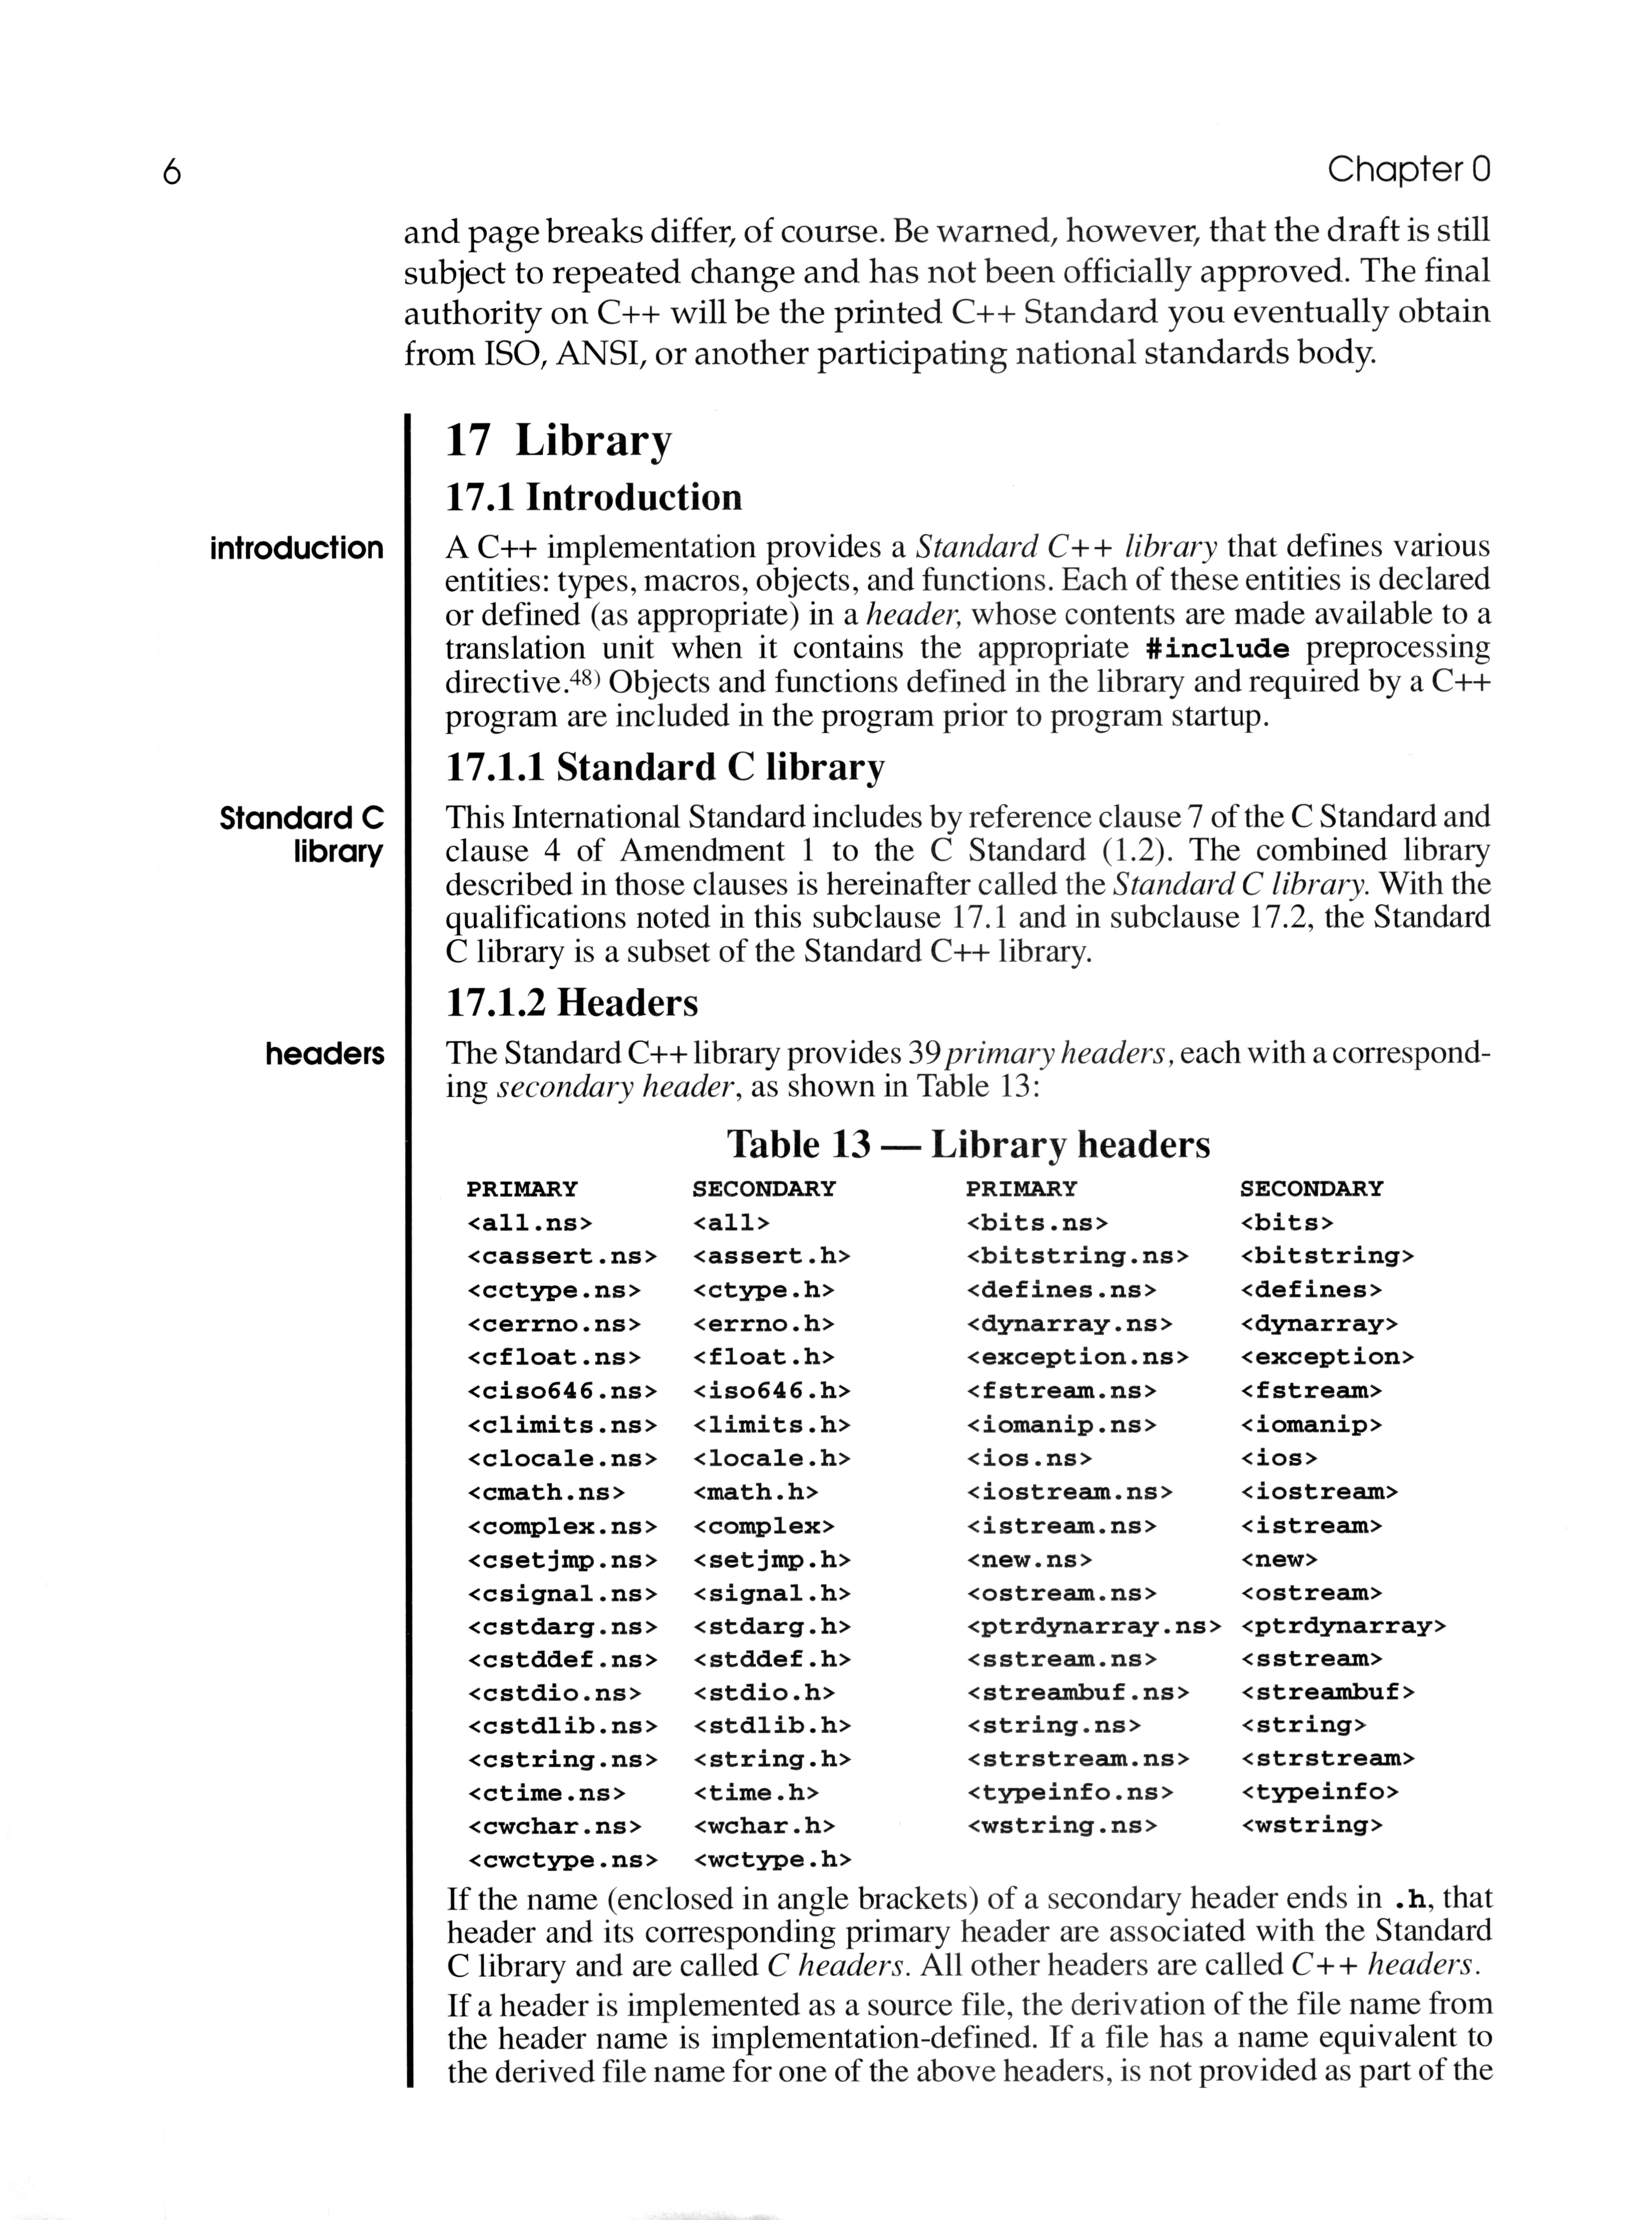 6 Chapter 0
and page breaks differ, of course. Be warned, however, that the draft is still
subject to repeated change and has not been officially approved. The final
authority on C++ will be the printed C++ Standard you eventually obtain
from ISO, ANSI, or another participating national standards body.
17 Library
17.1 Introduction
introduction A C++ implementation provides a Standard C++ library that defines various
entities: types, macros, objects, and functions. Each of these entities is declared
or defined (as appropriate) in a header, whose contents are made available to a
translation unit when it contains the appropriate #include preprocessing
directive.48) Objects and functions defined in the library and required by a C++
program are included in the program prior to program startup.
17.1.1 Standard C library
Standard C This International Standard includes by reference clause 7 of the C Standard and
library clause 4 of Amendment 1 to the C Standard (1.2). The combined library
described in those clauses is hereinafter called the Standard C library. With the
qualifications noted in this subclause 17.1 and in subclause 17.2, the Standard
C library is a subset of the Standard C++ library.
17.1.2 Headers
headers The Standard C++ library provides 39 primary headers, each with a correspond-
ing secondary header, as shown in Table 13:
Table 13 — Library headers
PRIMARY SECONDARY PRIMARY SECONDARY
<all.ns> <all> <bits.ns> <bits>
<cassert.ns> <assert.h> <bitstring.ns> <bitstring>
<cctype.ns> <ctype.h> <defines.ns> <defines>
<cerrno.ns> <errno.h> <dynarray.ns> <dynarray>
<cfloat.ns> <float.h> <exception.ns> <exception>
<ciso646.ns> <iso646.h> <fstream.ns> <fstream>
<climits.ns> <limits.h> <iomanip.ns> <iomanip>
<clocale.ns> <locale.h> <ios.ns> <ios>
<cmath.ns> <math.h> <iostream.ns> <iostream>
<complex.ns> <complex> <istream.ns> <istream>
<csetjmp.ns> <setjmp.h> <new.ns> <new>
<csignal.ns> <signal.h> <ostream.ns> <ostream>
<cstdarg.ns> <stdarg.h> <ptrdynarray.ns> <ptrdynarray>
<cstddef.ns> <stddef.h> <sstream.ns> <sstream>
<cstdio.ns> <stdio.h> <streambuf.ns> <streambuf>
<cstdlib.ns> <stdlib.h> <string.ns> <string>
<cstring.ns> <string.h> <strstream.ns> <strstream>
<ctime.ns> <time.h> <typeinfo.ns> <typeinfo>
<cwchar.ns> <wchar.h> <wstring.ns> <wstring>
<cwctype.ns> <wctype.h>
If the name (enclosed in angle brackets) of a secondary header ends in .h, that
header and its corresponding primary header are associated with the Standard
C library and are called C headers. All other headers are called C++ headers.
If a header is implemented as a source file, the derivation of the file name from
the header name is implementation-defined. If a file has a name equivalent to
the derived file name for one of the above headers, is not provided as part of the